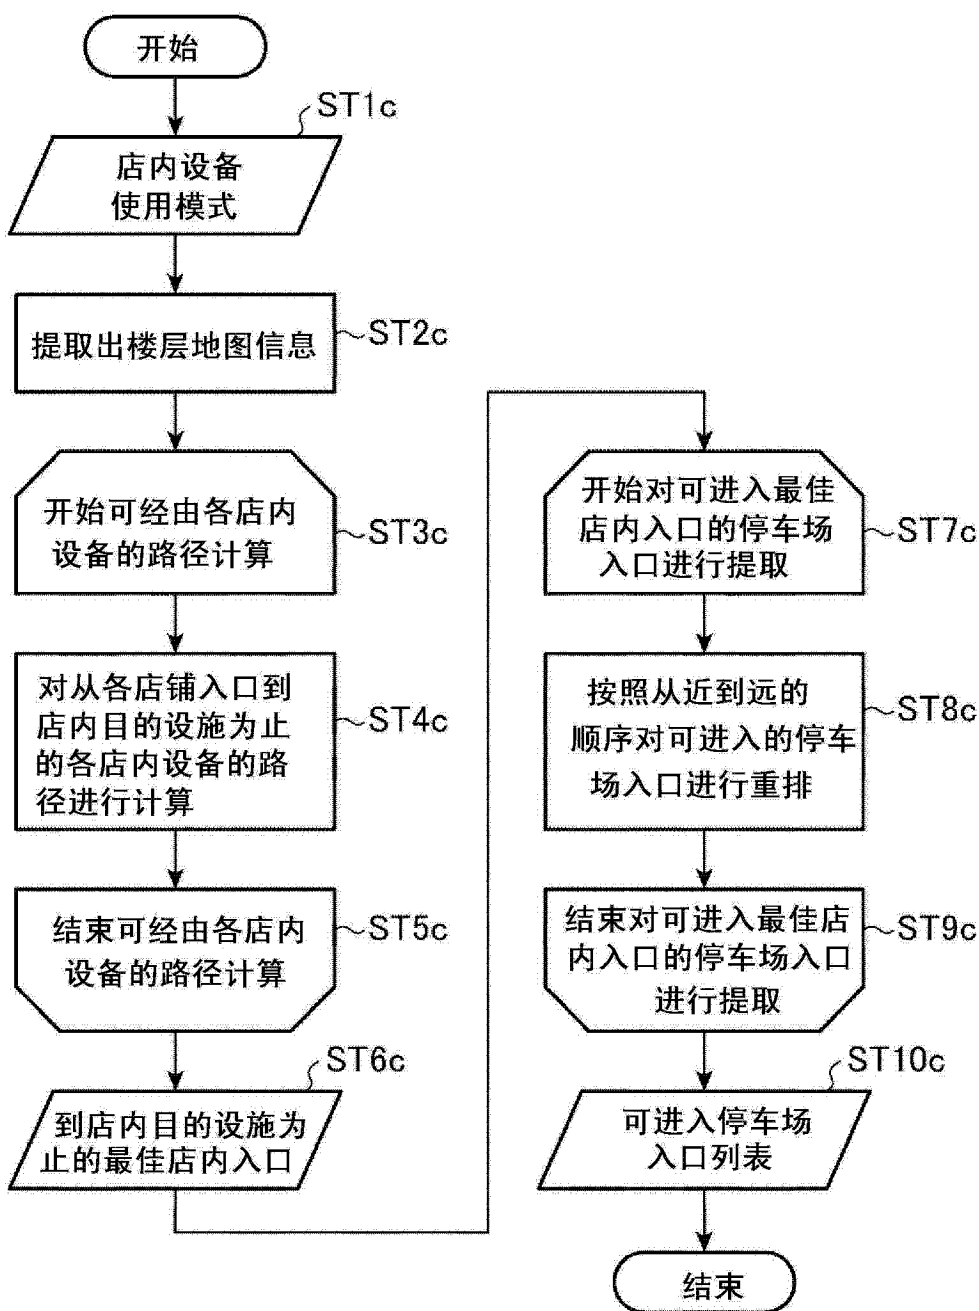 开始
ST1c
店内设备
使用模式
提取出楼层地图信息
ST2c
开始可经由各店内
设备的路径计算
ST3c
对从各店铺入口到
店内目的设施为止
的各店内设备的路
径进行计算
ST4c
结束可经由各店内
设备的路径计算
ST5c
ST6c
到店内目的设施为
止的最佳店内入口
开始对可进入最佳
店内入口的停车场
入口进行提取
ST7c
按照从近到远的
顺序对可进入的停车
场入口进行重排
ST8c
结束对可进入最佳店
内入口的停车场入口
进行提取
ST9c
ST10c
可进入停车场
入口列表
结束